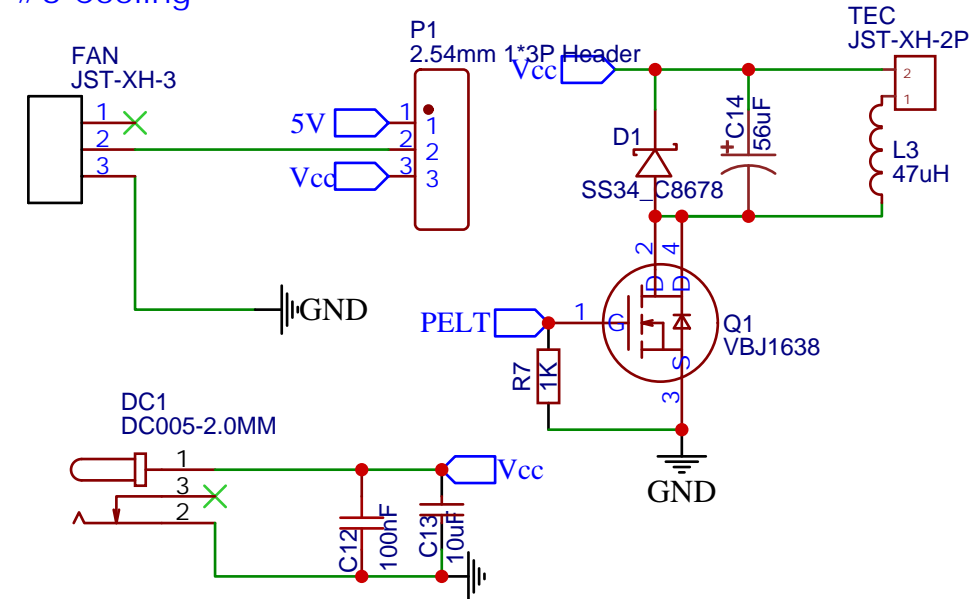 FAN
JST-XH-3
1
2
3
GND
P1
2.54mm 1*3P Header
5V
Vcc
1
2
3
1
2
3
TEC
JST-XH-2P
Vcc
2
1
D1
SS34_C8678
C14
56uF
L3
47uH
2
4
D
D
PELT
1
G
S
3
Q1
VBJ1638
R7
1K
GND
DC1
DC005-2.0MM
1
3
2
Vcc
C12
100nF
C13
10uF